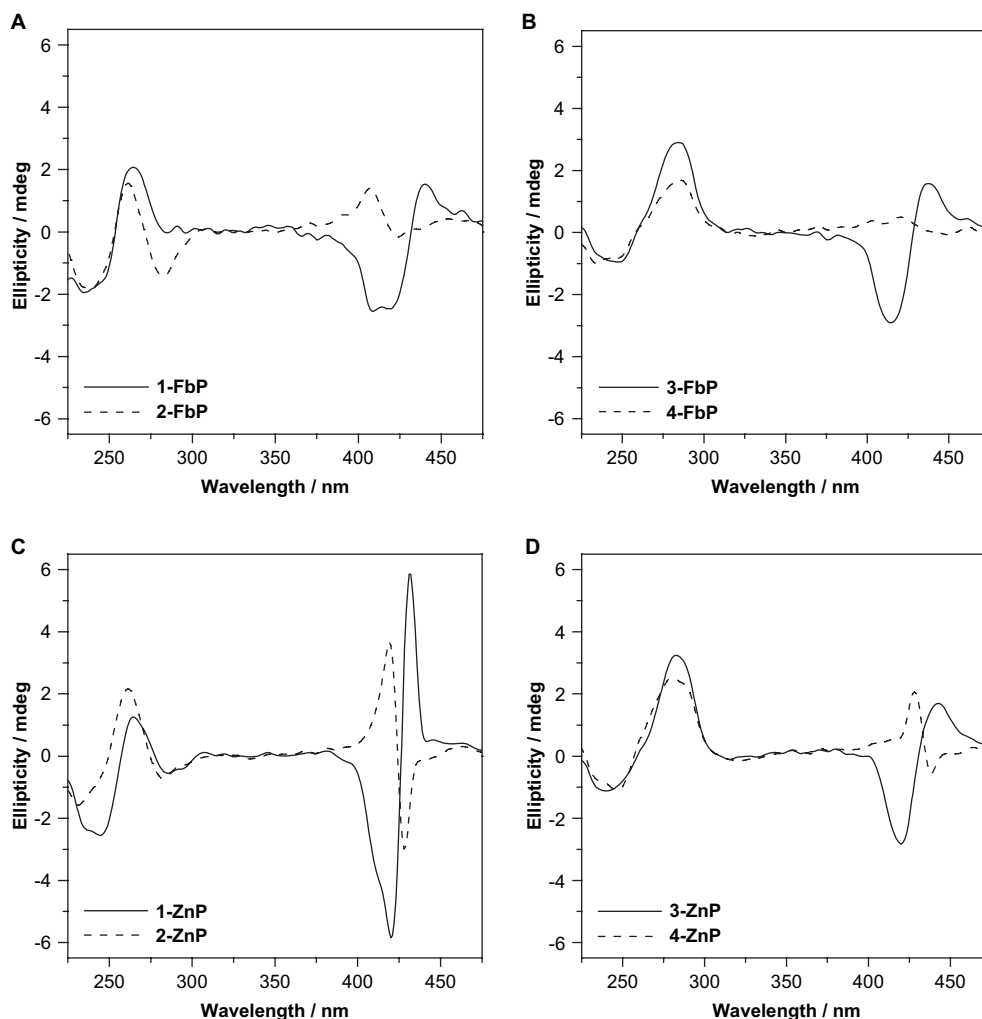 A
B
6
4
2
0
-2
-4
-6
Ellipticity / mdeg
1-FbP
2-FbP
250 300 350 400 450
Wavelength / nm
6
4
2
0
-2
-4
-6
Ellipticity / mdeg
3-FbP
4-FbP
250 300 350 400 450
Wavelength / nm
C
D
6
4
2
0
-2
-4
-6
Ellipticity / mdeg
1-ZnP
2-ZnP
250 300 350 400 450
Wavelength / nm
6
4
2
0
-2
-4
-6
Ellipticity / mdeg
3-ZnP
4-ZnP
250 300 350 400 450
Wavelength / nm